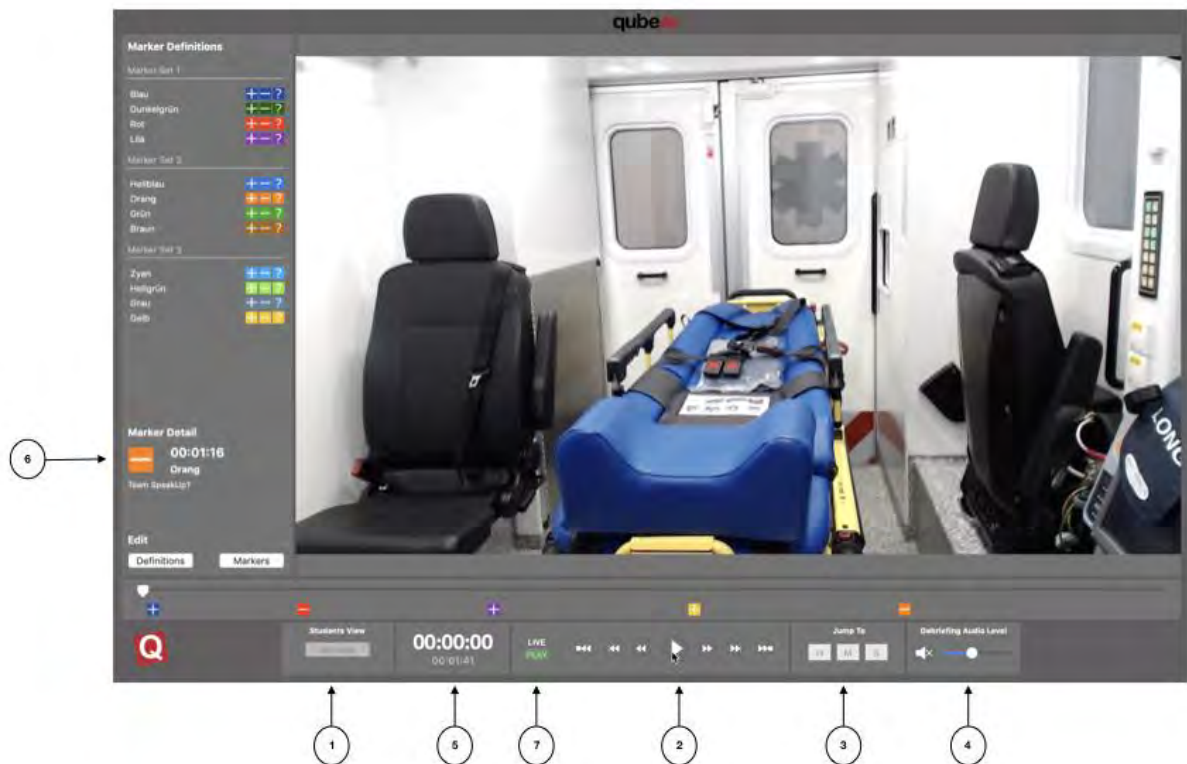 qube
Marker Definitions
Marker Set 1
Blau + − ?
Dunkelgrün + − ?
Rot + − ?
Lila + − ?
Marker Set 2
Hellblau + − ?
Orang + − ?
Grün + − ?
Braun + − ?
Marker Set 3
Zyan + − ?
Hellgrün + − ?
Grau + − ?
Gelb + − ?
LONG
Marker Detail
00:01:16
Orang
Team SpeakUp?
6
Edit
Definitions Markers
Q
Students View
00:00:00
00:01:41
LIVE
PLAY
Jump To
H M S
Debriefing Audio Level
1 5 7 2 3 4